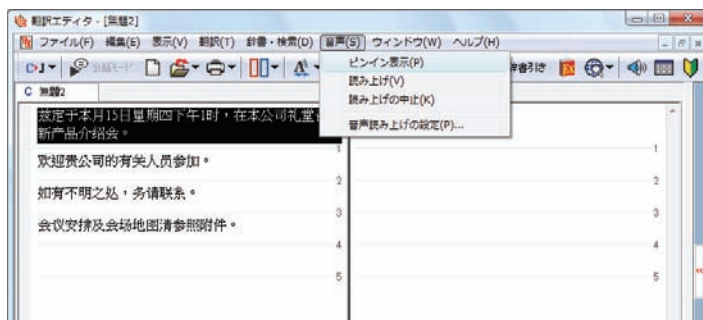 翻訳エディタ - [無題2]
ファイル(F) 編集(E) 表示(V) 翻訳(T) 辞書・検索(D) 音声(S) ウィンドウ(W) ヘルプ(H)
辞書引き EX
ピンイン表示(P)
読み上げ(V)
読み上げの中止(K)
音声読み上げの設定(P)...
C 無題2
兹定于本月15日星期四下午1时，在本公司礼堂
新产品介绍会。
1 1
欢迎贵公司的有关人员参加。
2 2
如有不明之处，务请联系。
3 3
会议安排及会场地图清参照附件。
4 4
5 5